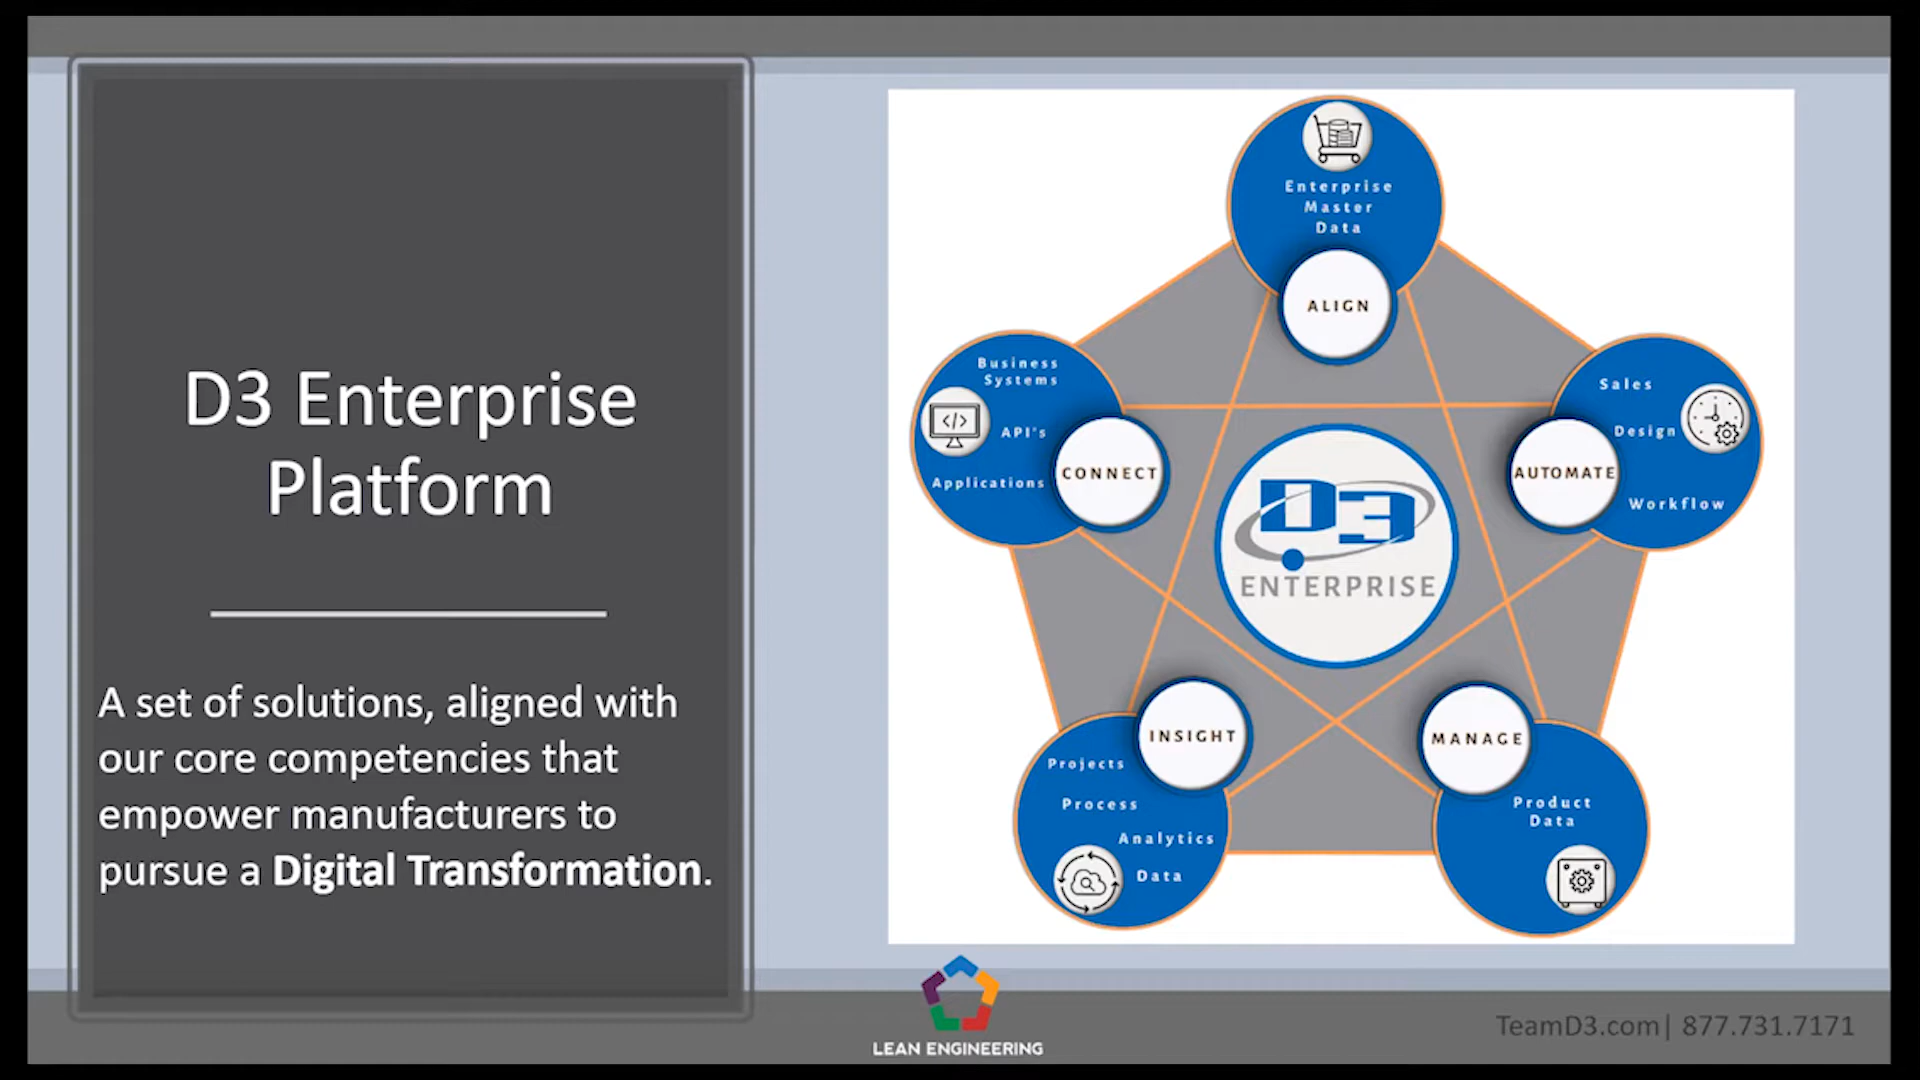 D3 Enterprise
Platform
A set of solutions, aligned with
our core competencies that
empower manufacturers to
pursue a Digital Transformation.
Enterprise
Master
Data
ALIGN
Business
Systems
API's
Applications
CONNECT
Sales
Design
Workflow
AUTOMATE
D3
ENTERPRISE
INSIGHT
Projects
Process
Analytics
Data
MANAGE
Product
Data
LEAN ENGINEERING
TeamD3.com| 877.731.7171